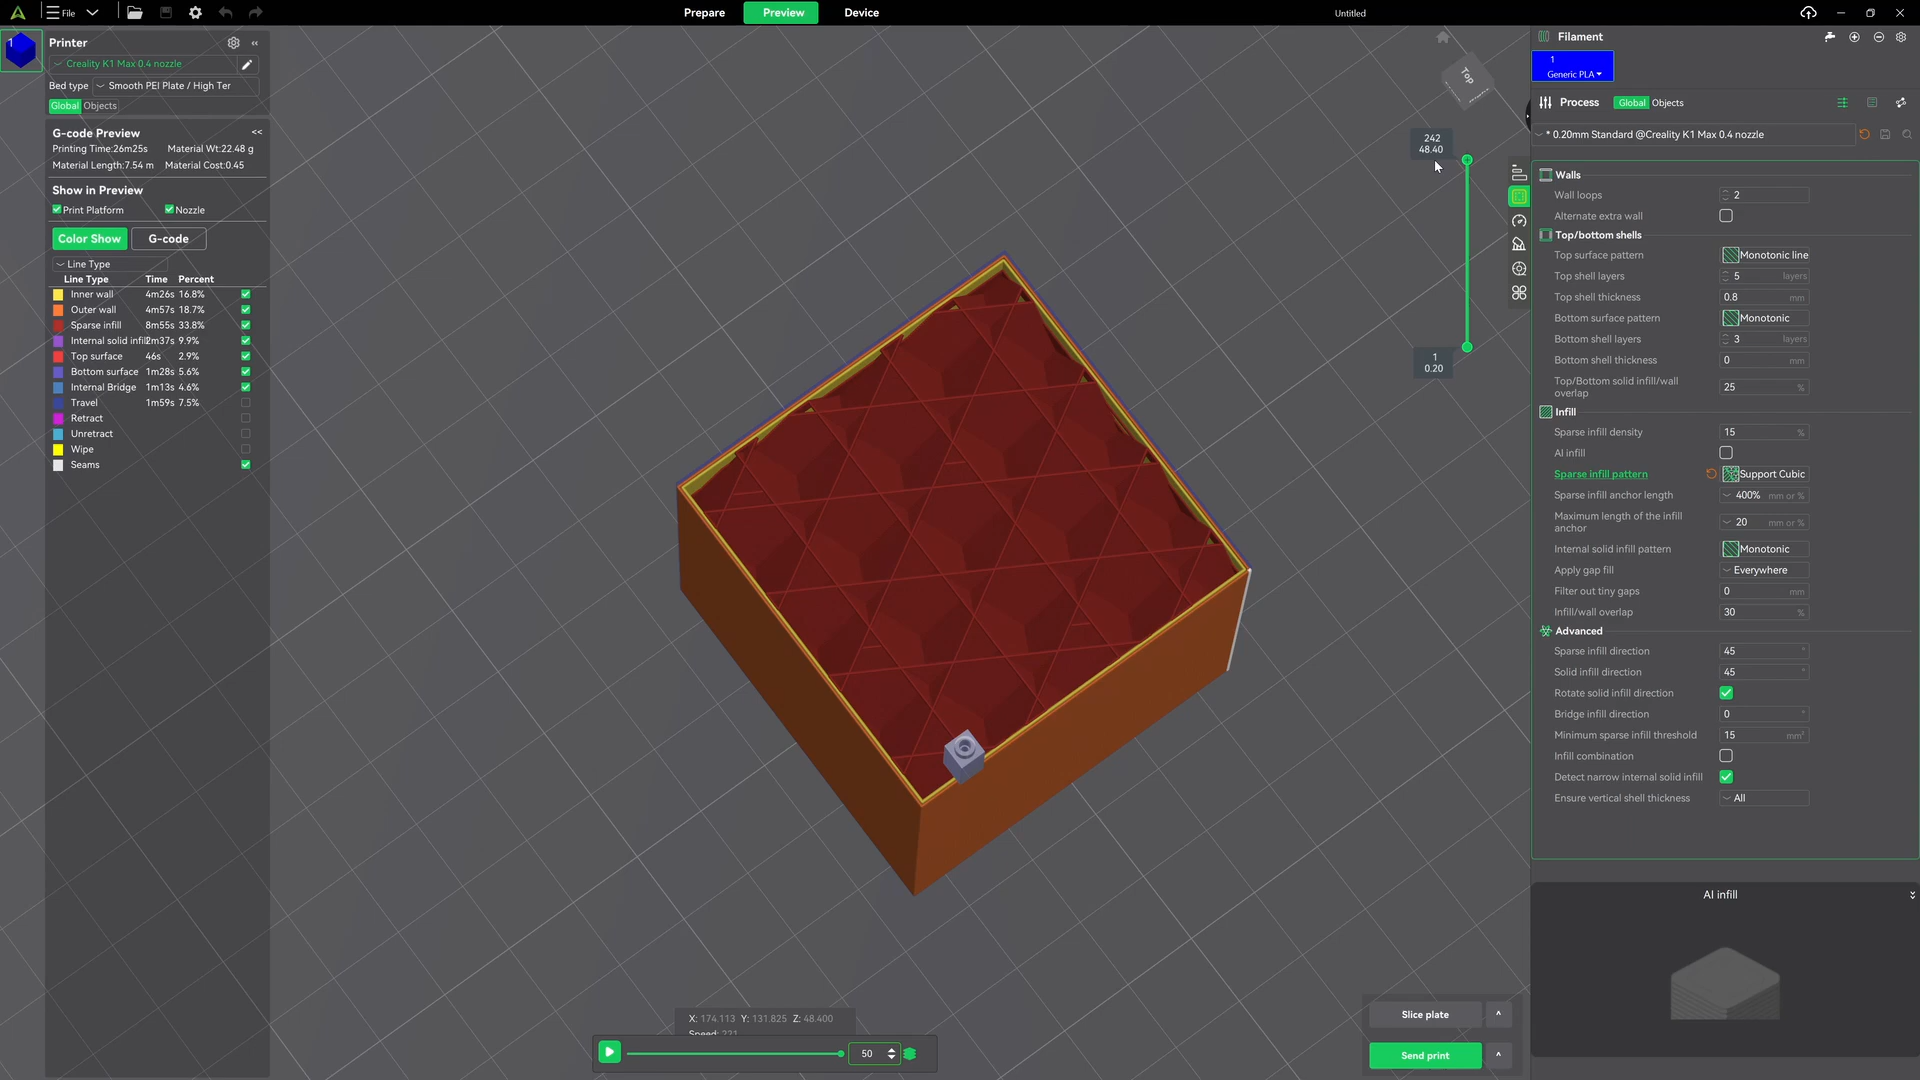 File
Prepare
Preview
Device
Untitled
1
Printer
Creality K1 Max 0.4 nozzle
Bed type
Smooth PEI Plate / High Ter
Global
Objects
G-code Preview
<<
Printing Time:26m25s
Material Wt:22.48 g
Material Length:7.54 m
Material Cost:0.45
Show in Preview
Print Platform
Nozzle
Color Show
G-code
Line Type
Line Type Time Percent
Inner wall 4m26s 16.8%
Outer wall 4m57s 18.7%
Sparse infill 8m55s 33.8%
Internal solid infill 2m37s 9.9%
Top surface 46s 2.9%
Bottom surface 1m28s 5.6%
Internal Bridge 1m13s 4.6%
Travel 1m59s 7.5%
Retract
Unretract
Wipe
Seams
Top
242
48.40
1
0.20
X: 174.113 Y: 131.825 Z: 48.400
Speed: 221
50
Slice plate
Send print
Filament
1
Generic PLA
Process
Global
Objects
* 0.20mm Standard @Creality K1 Max 0.4 nozzle
Walls
Wall loops 2
Alternate extra wall
Top/bottom shells
Top surface pattern Monotonic line
Top shell layers 5 layers
Top shell thickness 0.8 mm
Bottom surface pattern Monotonic
Bottom shell layers 3 layers
Bottom shell thickness 0 mm
Top/Bottom solid infill/wall
overlap 25 %
Infill
Sparse infill density 15 %
AI infill
Sparse infill pattern Support Cubic
Sparse infill anchor length 400% mm or %
Maximum length of the infill
anchor 20 mm or %
Internal solid infill pattern Monotonic
Apply gap fill Everywhere
Filter out tiny gaps 0 mm
Infill/wall overlap 30 %
Advanced
Sparse infill direction 45 °
Solid infill direction 45 °
Rotate solid infill direction
Bridge infill direction 0 °
Minimum sparse infill threshold 15 mm²
Infill combination
Detect narrow internal solid infill
Ensure vertical shell thickness All
AI infill